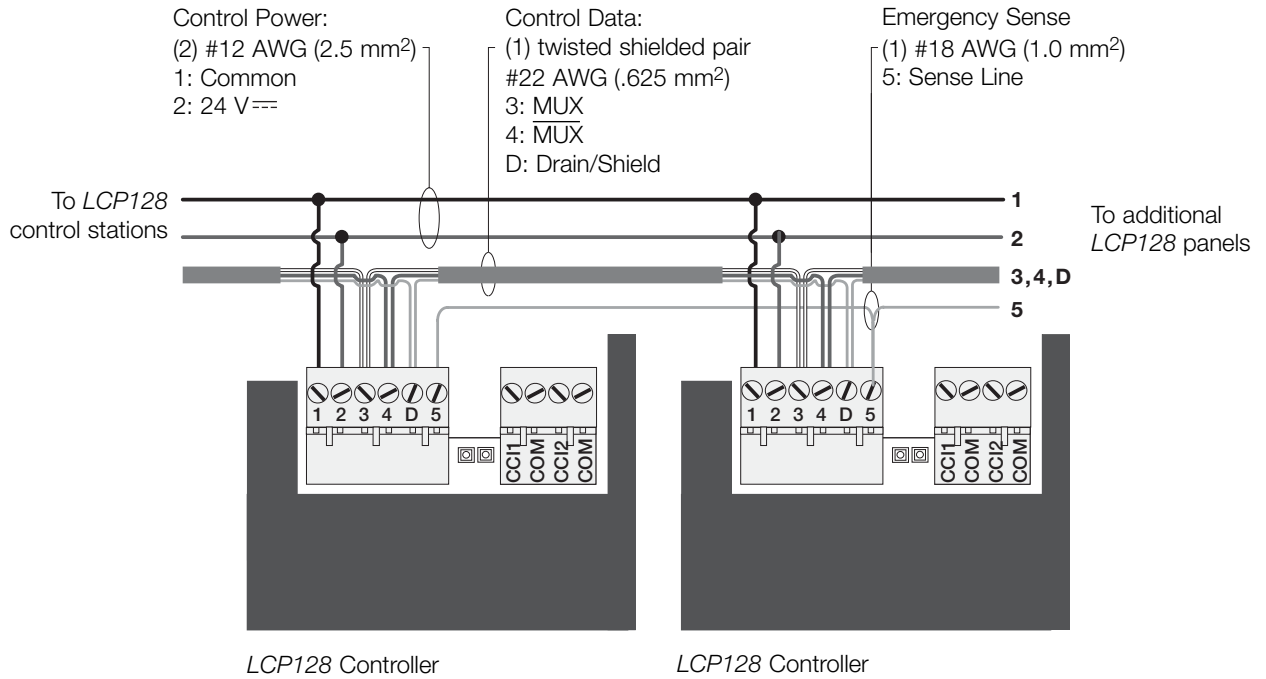 Control Power:
(2) #12 AWG (2.5 mm²)
1: Common
2: 24 V⎓
Control Data:
(1) twisted shielded pair
#22 AWG (.625 mm²)
3: MUX
4: M̅U̅X̅
D: Drain/Shield
Emergency Sense
(1) #18 AWG (1.0 mm²)
5: Sense Line
To LCP128
control stations
1
2
3,4,D
5
To additional
LCP128 panels
1 2 3 4 D 5
CCI1 COM CCI2 COM
1 2 3 4 D 5
CCI1 COM CCI2 COM
LCP128 Controller
LCP128 Controller